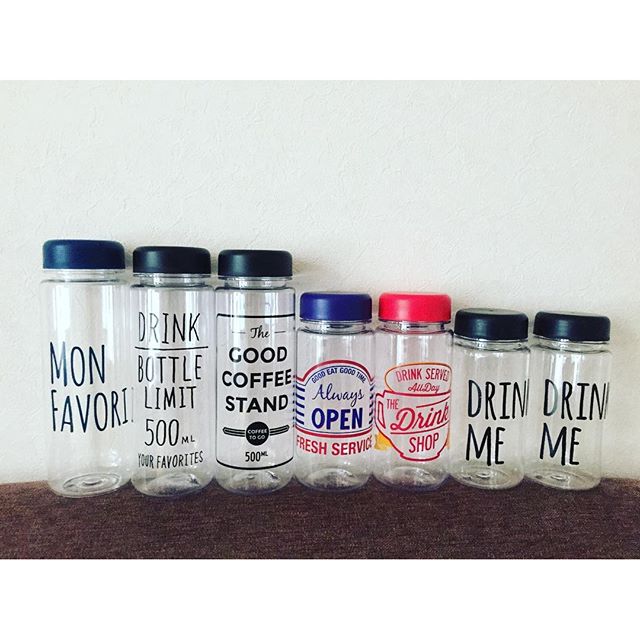 MON
FAVORI
DRINK
BOTTLE
LIMIT
500ML
YOUR FAVORITES
The
GOOD
COFFEE
STAND
COFFEE
TO GO
500ML
GOOD EAT GOOD TIME
Always
OPEN
FRESH SERVICE
DRINK SERVED
All Day
THE
Drink
SHOP
DRIN
ME
DRIN
ME